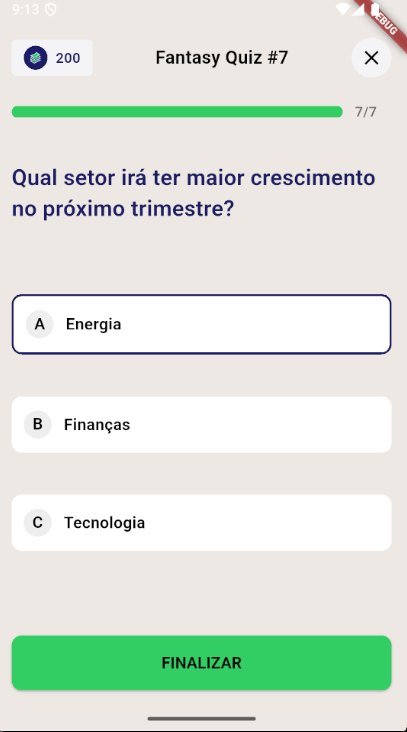 9:13
DEBUG
200
Fantasy Quiz #7
7/7
Qual setor irá ter maior crescimento
no próximo trimestre?
A Energia
B Finanças
C Tecnologia
FINALIZAR